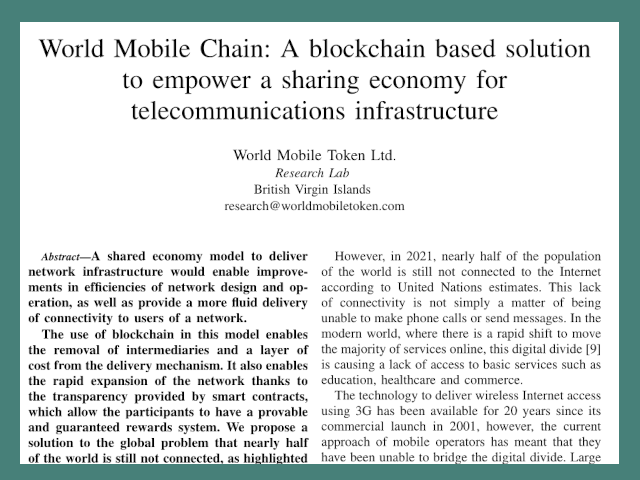 World Mobile Chain: A blockchain based solution
to empower a sharing economy for
telecommunications infrastructure
World Mobile Token Ltd.
Research Lab
British Virgin Islands
research@worldmobiletoken.com
Abstract—A shared economy model to deliver
network infrastructure would enable improve-
ments in efficiencies of network design and op-
eration, as well as provide a more fluid delivery
of connectivity to users of a network.
The use of blockchain in this model enables
the removal of intermediaries and a layer of
cost from the delivery mechanism. It also enables
the rapid expansion of the network thanks to
the transparency provided by smart contracts,
which allow the participants to have a provable
and guaranteed rewards system. We propose a
solution to the global problem that nearly half
of the world is still not connected, as highlighted
However, in 2021, nearly half of the population
of the world is still not connected to the Internet
according to United Nations estimates. This lack
of connectivity is not simply a matter of being
unable to make phone calls or send messages. In the
modern world, where there is a rapid shift to move
the majority of services online, this digital divide [9]
is causing a lack of access to basic services such as
education, healthcare and commerce.
The technology to deliver wireless Internet access
using 3G has been available for 20 years since its
commercial launch in 2001, however, the current
approach of mobile operators has meant that they
have been unable to bridge the digital divide. Large